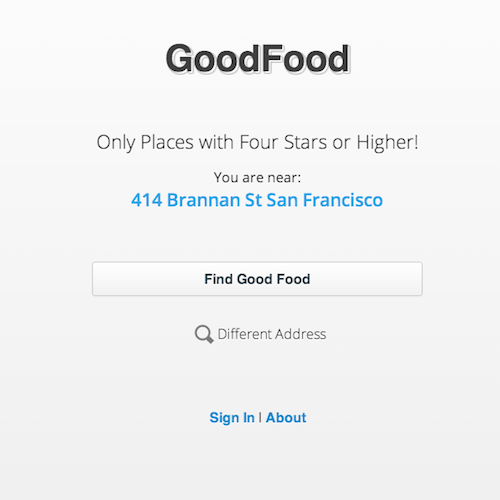 GoodFood
Only Places with Four Stars or Higher!
You are near:
414 Brannan St San Francisco
Find Good Food
Different Address
Sign In | About